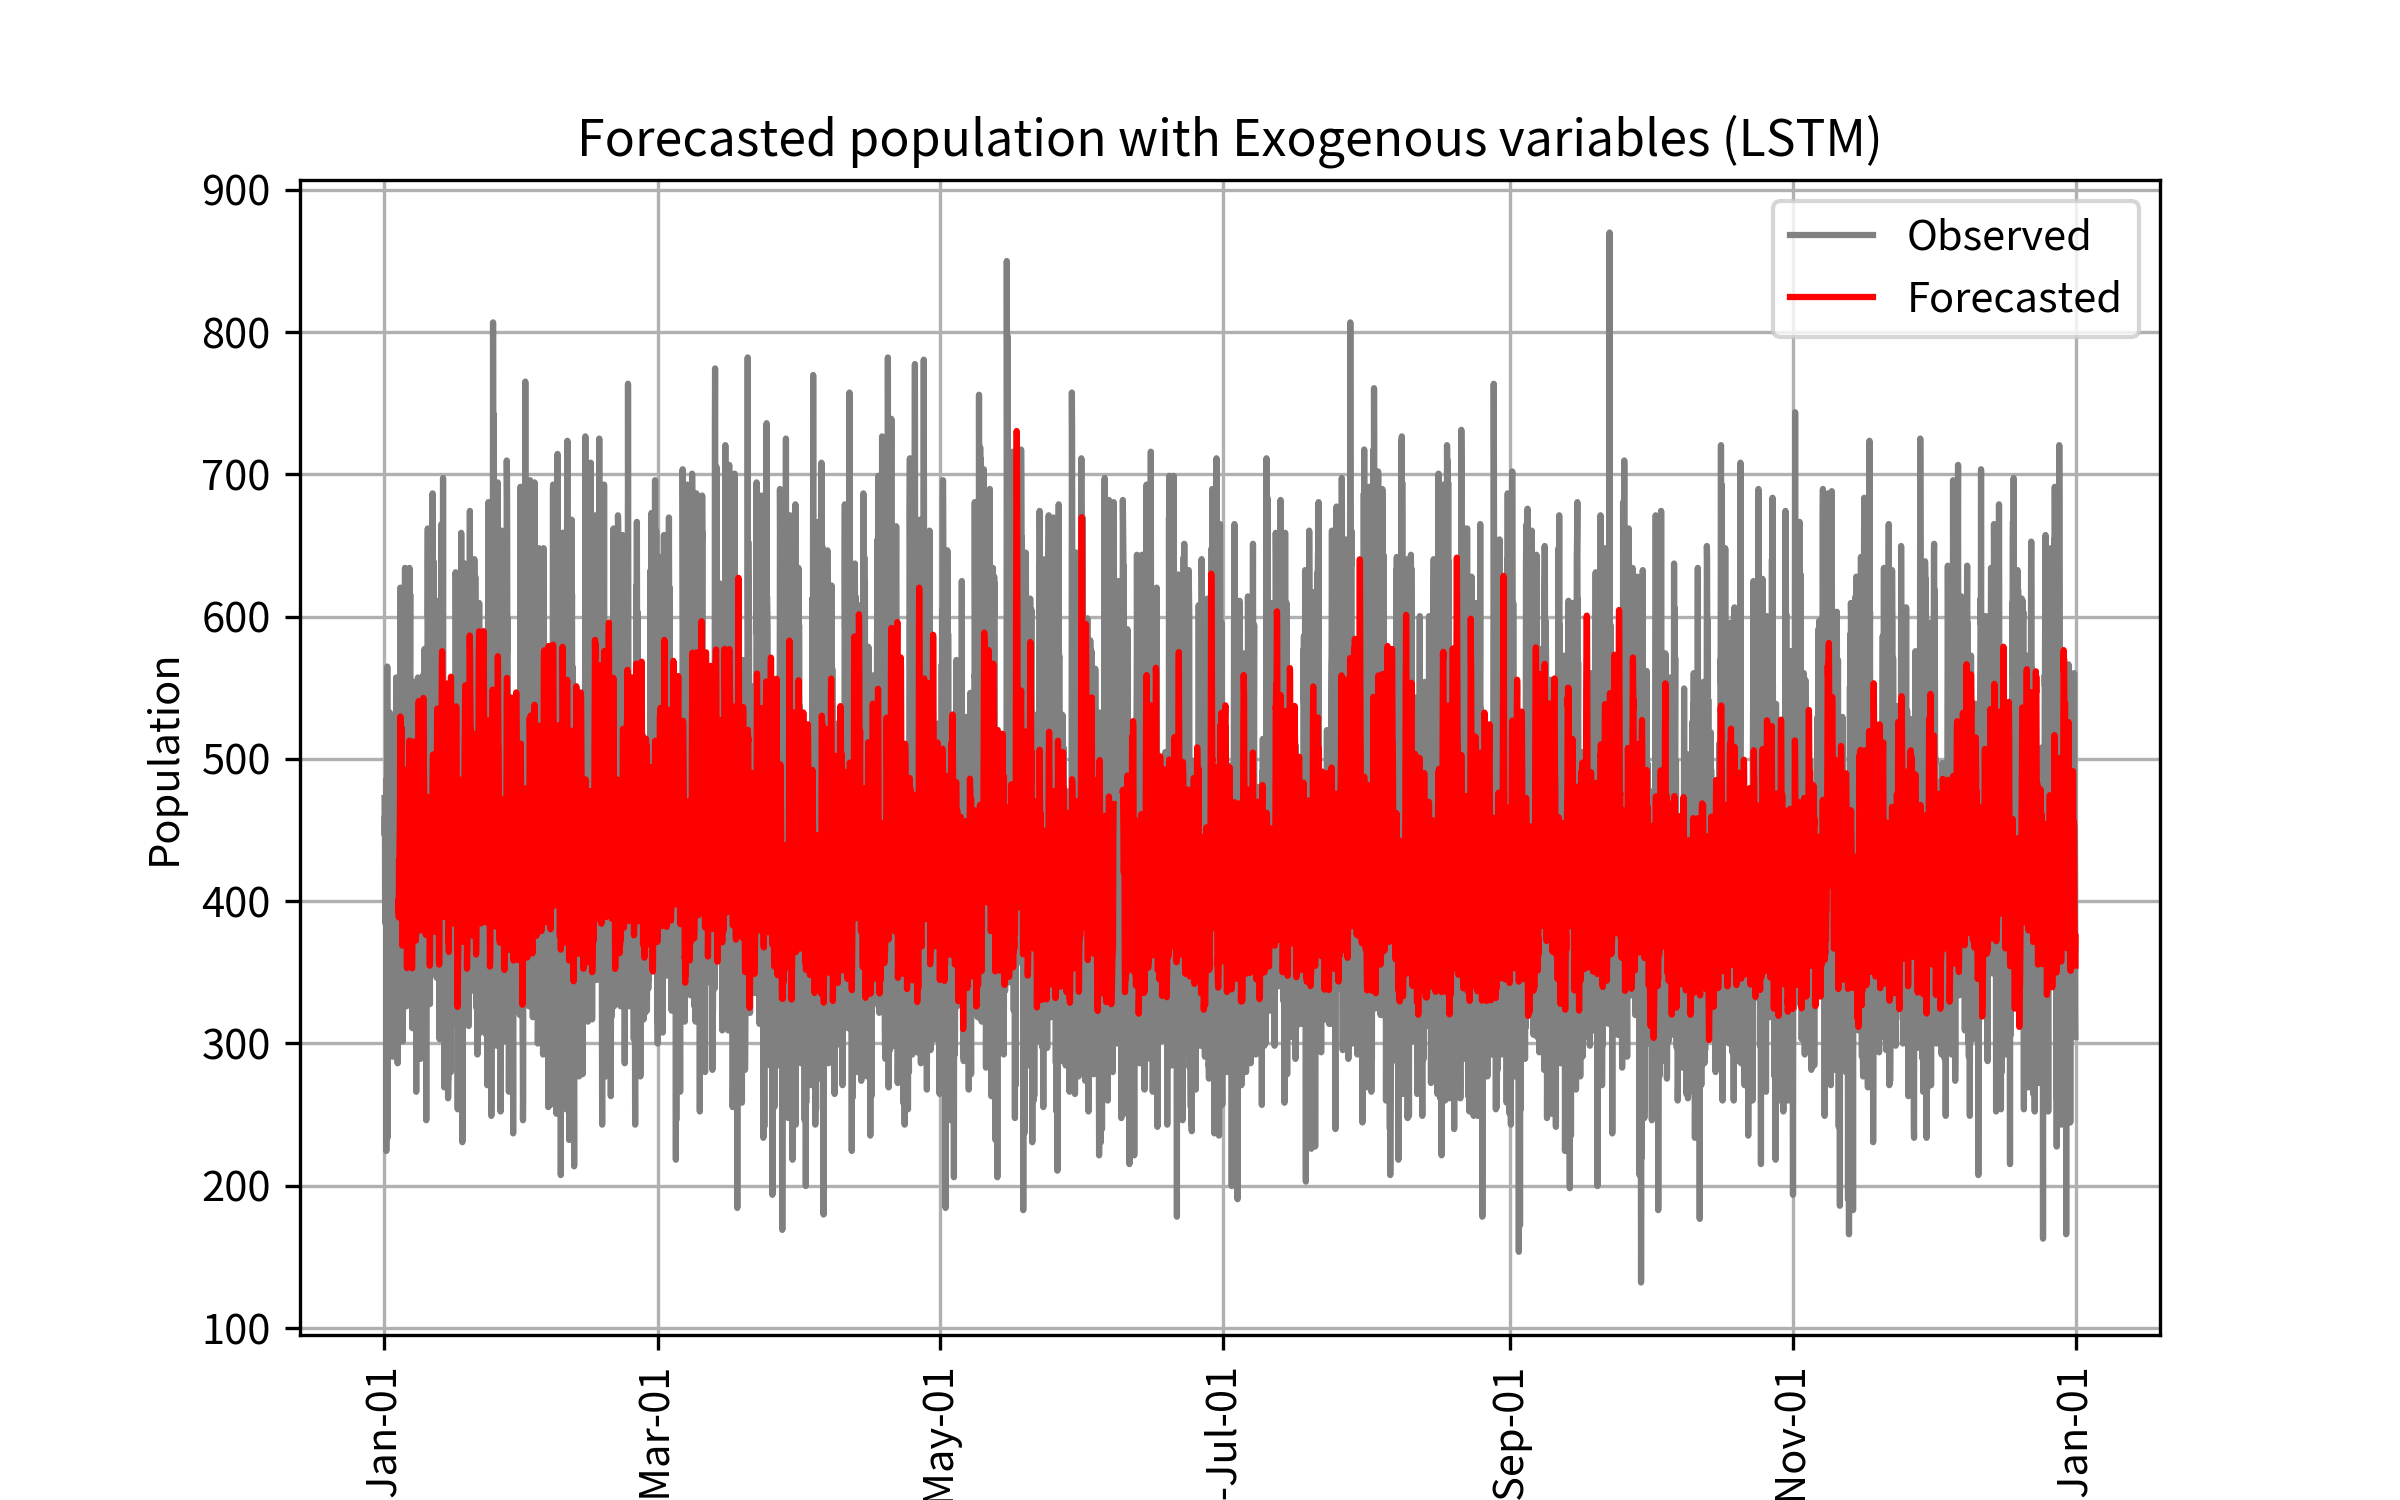 Forecasted population with Exogenous variables (LSTM)
900
800
700
600
500
400
300
200
100
Population
Observed
Forecasted
Jan-01
Mar-01
May-01
-Jul-01
Sep-01
Nov-01
Jan-01